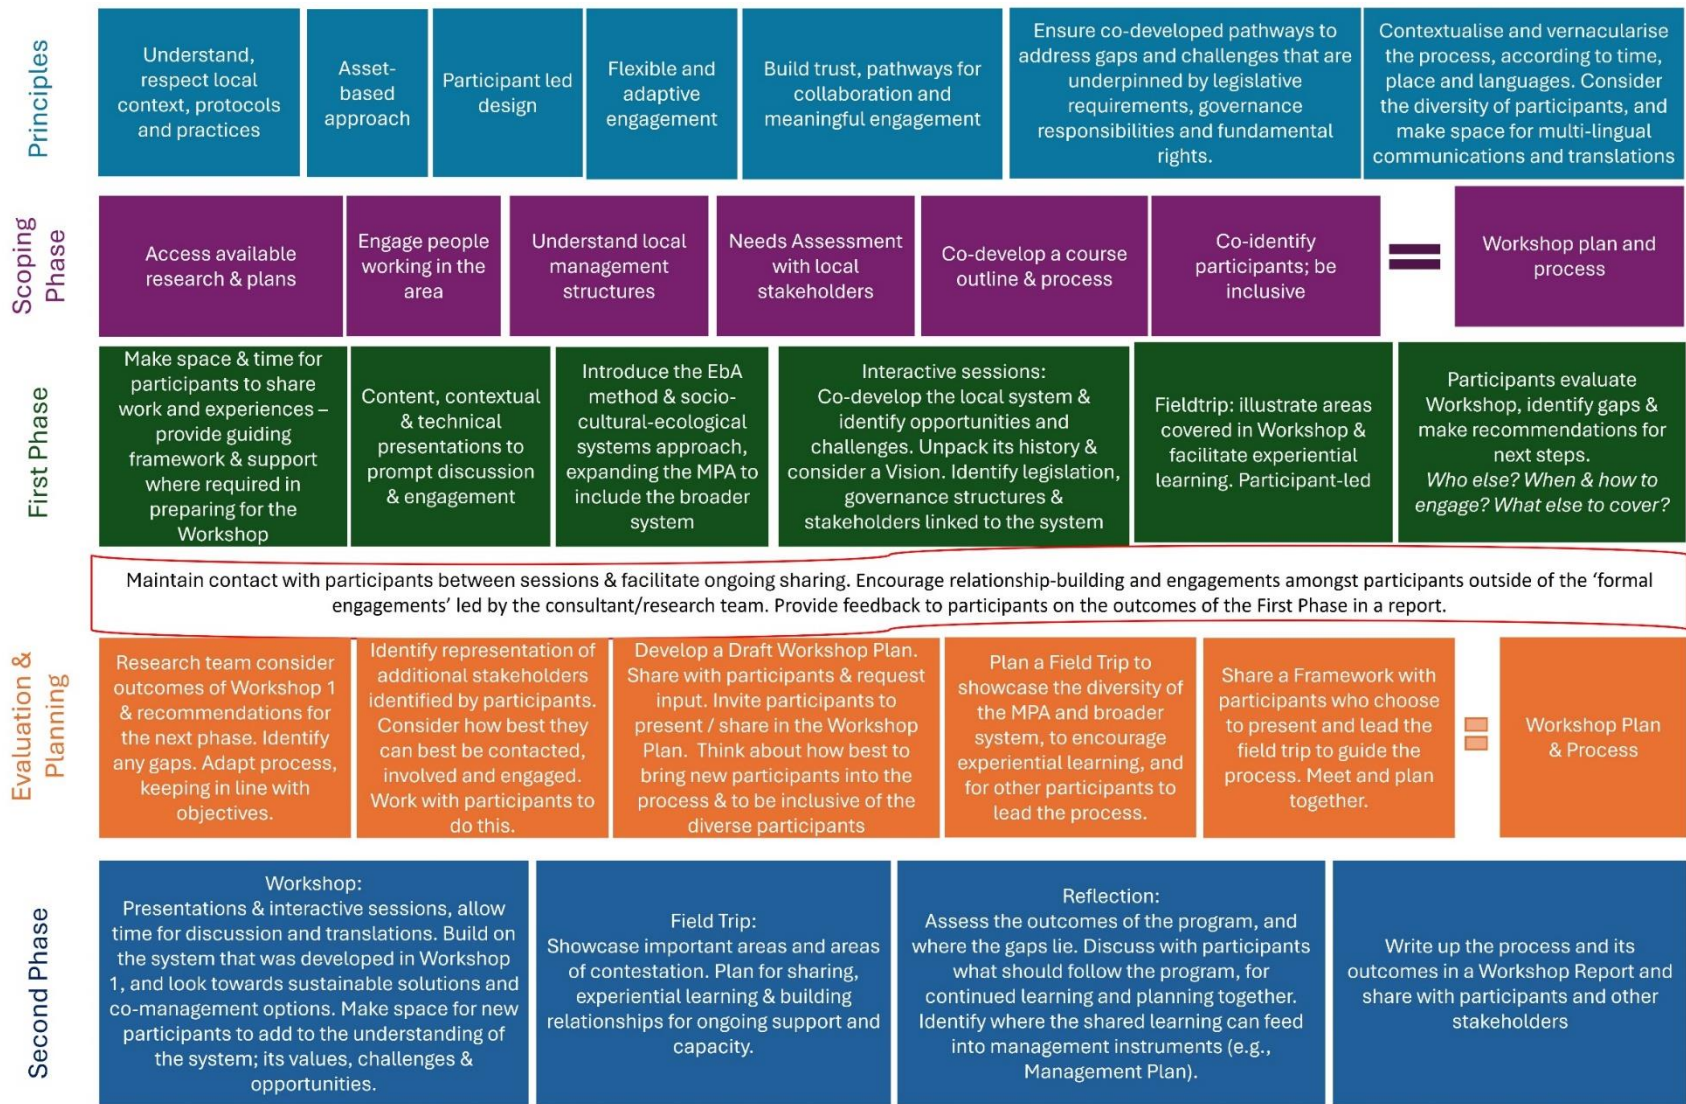 Principles
Understand,
respect local
context, protocols
and practices
Asset-
based
approach
Participant led
design
Flexible and
adaptive
engagement
Build trust, pathways for
collaboration and
meaningful engagement
Ensure co-developed pathways to
address gaps and challenges that are
underpinned by legislative
requirements, governance
responsibilities and fundamental
rights.
Contextualise and vernacularise
the process, according to time,
place and languages. Consider
the diversity of participants, and
make space for multi-lingual
communications and translations
Scoping
Phase
Access available
research & plans
Engage people
working in the
area
Understand local
management
structures
Needs Assessment
with local
stakeholders
Co-develop a course
outline & process
Co-identify
participants; be
inclusive
=
Workshop plan and
process
First Phase
Make space & time for
participants to share
work and experiences –
provide guiding
framework & support
where required in
preparing for the
Workshop
Content, contextual
& technical
presentations to
prompt discussion
& engagement
Introduce the EbA
method & socio-
cultural-ecological
systems approach,
expanding the MPA to
include the broader
system
Interactive sessions:
Co-develop the local system &
identify opportunities and
challenges. Unpack its history &
consider a Vision. Identify legislation,
governance structures &
stakeholders linked to the system
Fieldtrip: illustrate areas
covered in Workshop &
facilitate experiential
learning. Participant-led
Participants evaluate
Workshop, identify gaps &
make recommendations for
next steps.
Who else? When & how to
engage? What else to cover?
Maintain contact with participants between sessions & facilitate ongoing sharing. Encourage relationship-building and engagements amongst participants outside of the ‘formal
engagements’ led by the consultant/research team. Provide feedback to participants on the outcomes of the First Phase in a report.
Evaluation &
Planning
Research team consider
outcomes of Workshop 1
& recommendations for
the next phase. Identify
any gaps. Adapt process,
keeping in line with
objectives.
Identify representation of
additional stakeholders
identified by participants.
Consider how best they
can best be contacted,
involved and engaged.
Work with participants to
do this.
Develop a Draft Workshop Plan.
Share with participants & request
input. Invite participants to
present / share in the Workshop
Plan. Think about how best to
bring new participants into the
process & to be inclusive of the
diverse participants
Plan a Field Trip to
showcase the diversity of
the MPA and broader
system, to encourage
experiential learning, and
for other participants to
lead the process.
Share a Framework with
participants who choose
to present and lead the
field trip to guide the
process. Meet and plan
together.
=
Workshop Plan
& Process
Second Phase
Workshop:
Presentations & interactive sessions, allow
time for discussion and translations. Build on
the system that was developed in Workshop
1, and look towards sustainable solutions and
co-management options. Make space for new
participants to add to the understanding of
the system; its values, challenges &
opportunities.
Field Trip:
Showcase important areas and areas
of contestation. Plan for sharing,
experiential learning & building
relationships for ongoing support and
capacity.
Reflection:
Assess the outcomes of the program, and
where the gaps lie. Discuss with participants
what should follow the program, for
continued learning and planning together.
Identify where the shared learning can feed
into management instruments (e.g.,
Management Plan).
Write up the process and its
outcomes in a Workshop Report and
share with participants and other
stakeholders